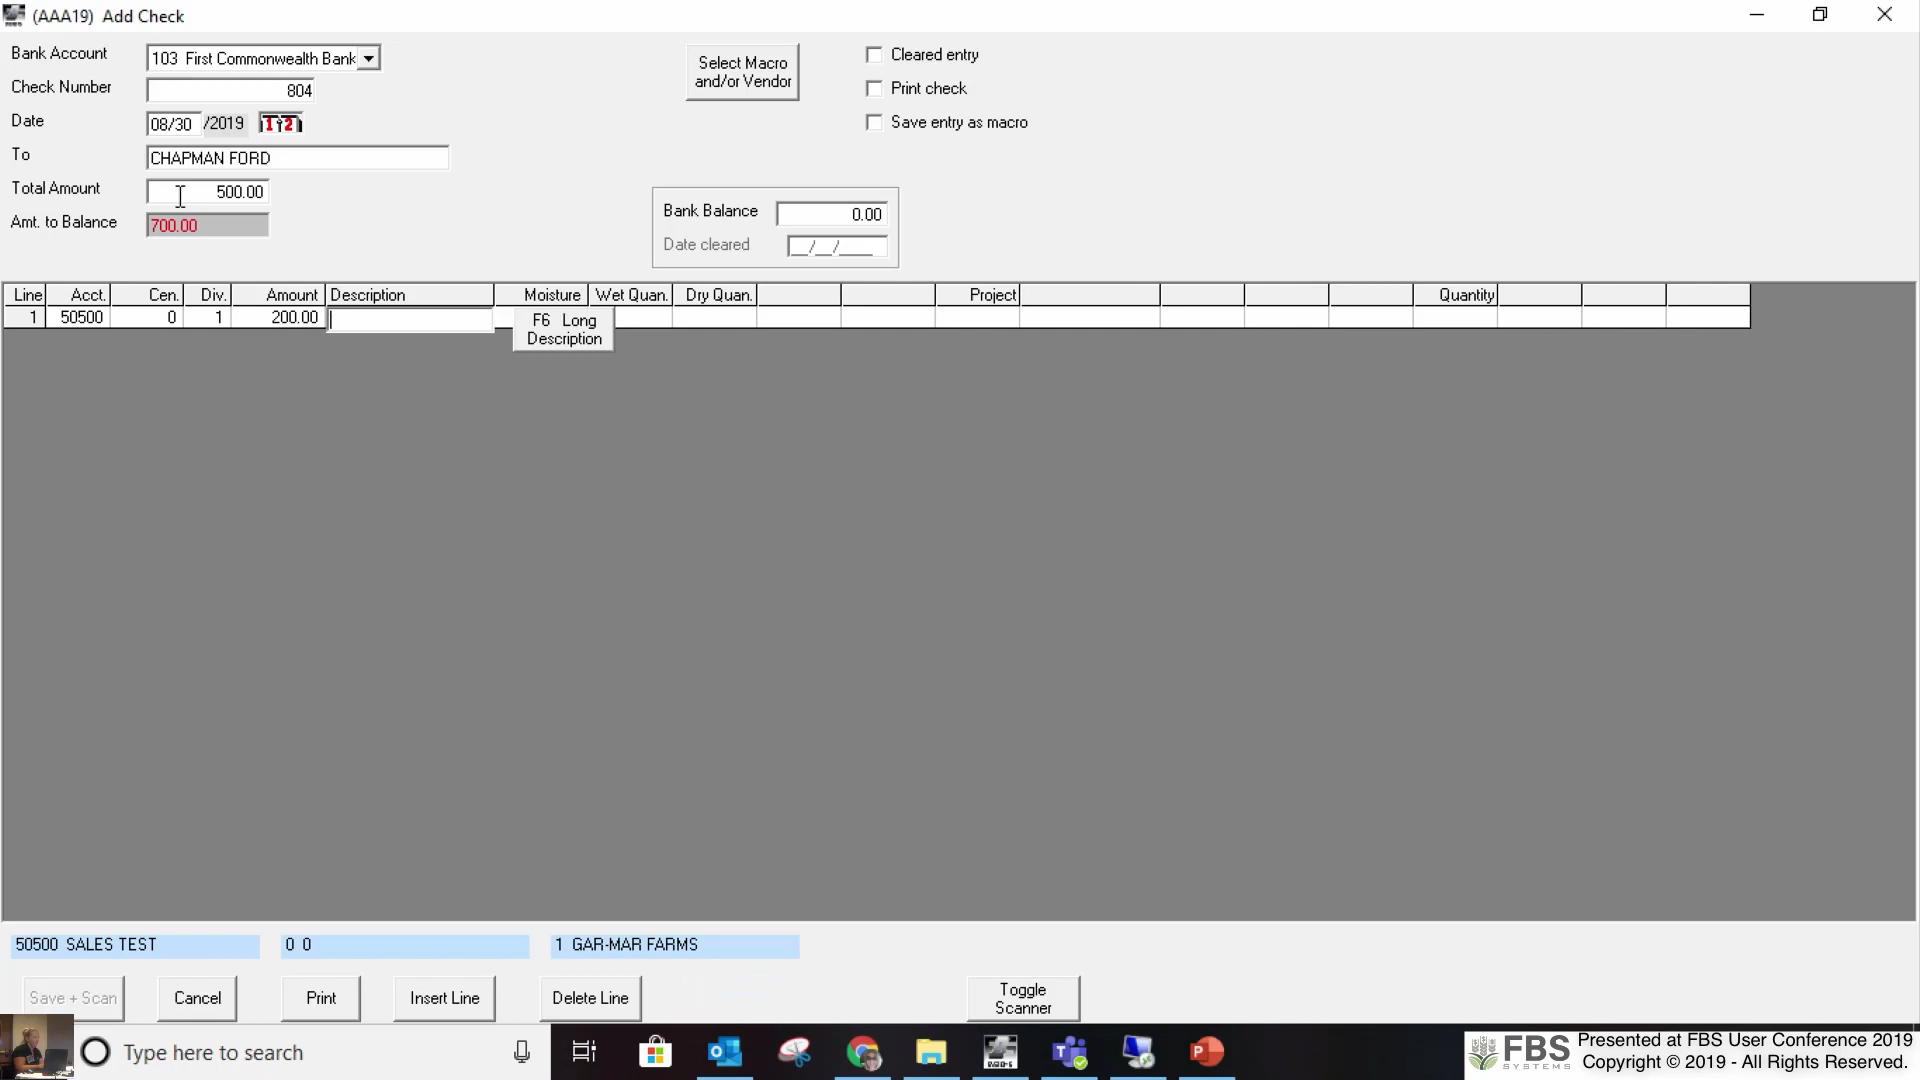 (AAA19) Add Check
Bank Account
103 First Commonwealth Bank
Select Macro
and/or Vendor
Cleared entry
Check Number
804
Print check
Date
08/30 /2019
Save entry as macro
To
CHAPMAN FORD
Total Amount
500.00
Amt. to Balance
700.00
Bank Balance
0.00
Date cleared
__/__/____
Line Acct. Cen. Div. Amount Description Moisture Wet Quan. Dry Quan. Project Quantity
1 50500 0 1 200.00
F6 Long
Description
50500 SALES TEST
0 0
1 GAR-MAR FARMS
Save + Scan
Cancel
Print
Insert Line
Delete Line
Toggle
Scanner
Type here to search
FBS
SYSTEMS
Presented at FBS User Conference 2019
Copyright © 2019 - All Rights Reserved.